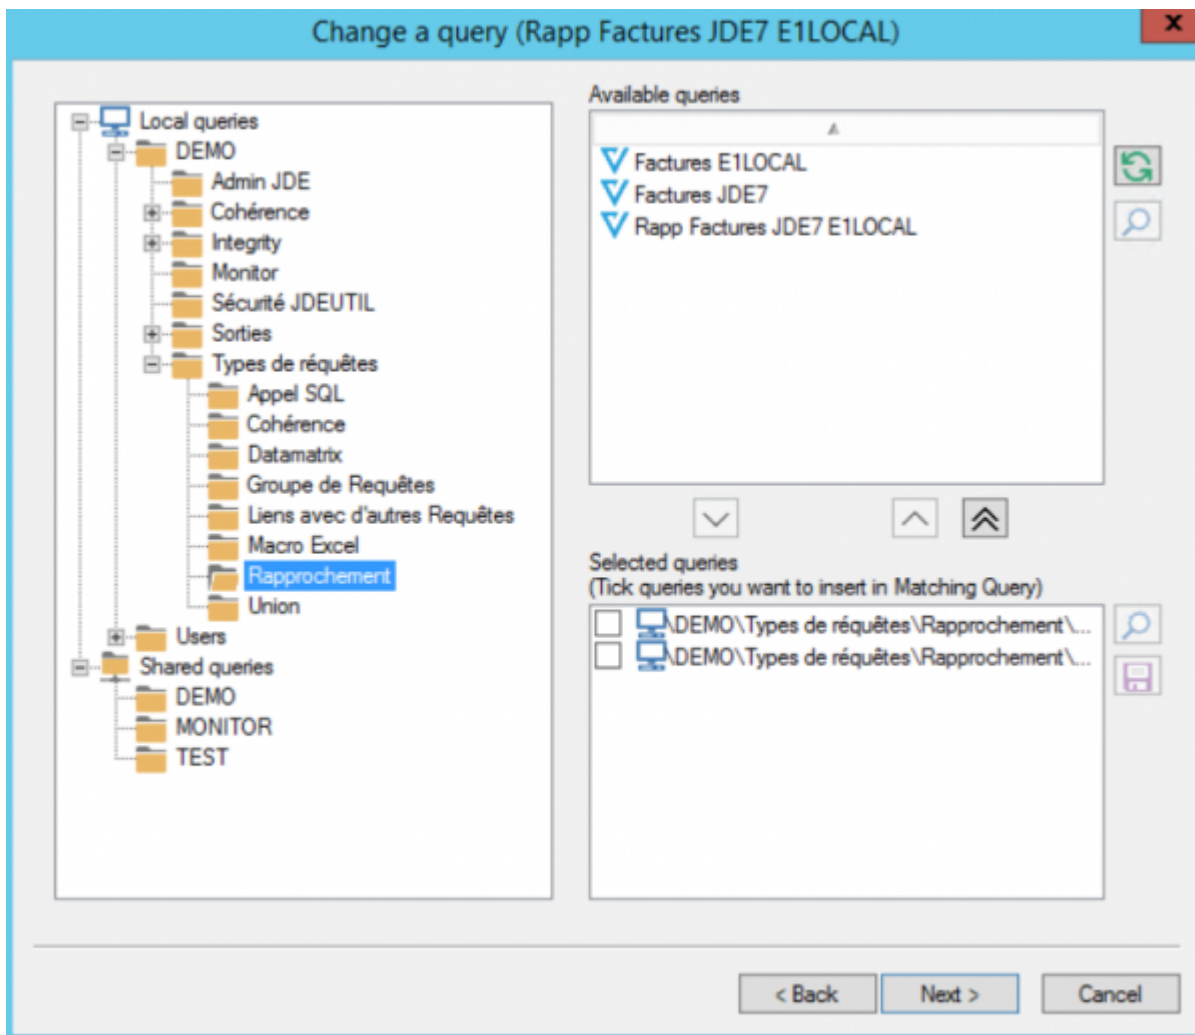 Change a query (Rapp Factures JDE7 E1LOCAL)
x
Local queries
DEMO
Admin JDE
Cohérence
Integrity
Monitor
Sécurité JDEUTIL
Sorties
Types de réquêtes
Appel SQL
Cohérence
Datamatrix
Groupe de Requêtes
Liens avec d'autres Requêtes
Macro Excel
Rapprochement
Union
Users
Shared queries
DEMO
MONITOR
TEST
Available queries
Factures E1LOCAL
Factures JDE7
Rapp Factures JDE7 E1LOCAL
Selected queries
(Tick queries you want to insert in Matching Query)
\DEMO\Types de réquêtes\Rapprochement\...
\DEMO\Types de réquêtes\Rapprochement\...
< Back
Next >
Cancel